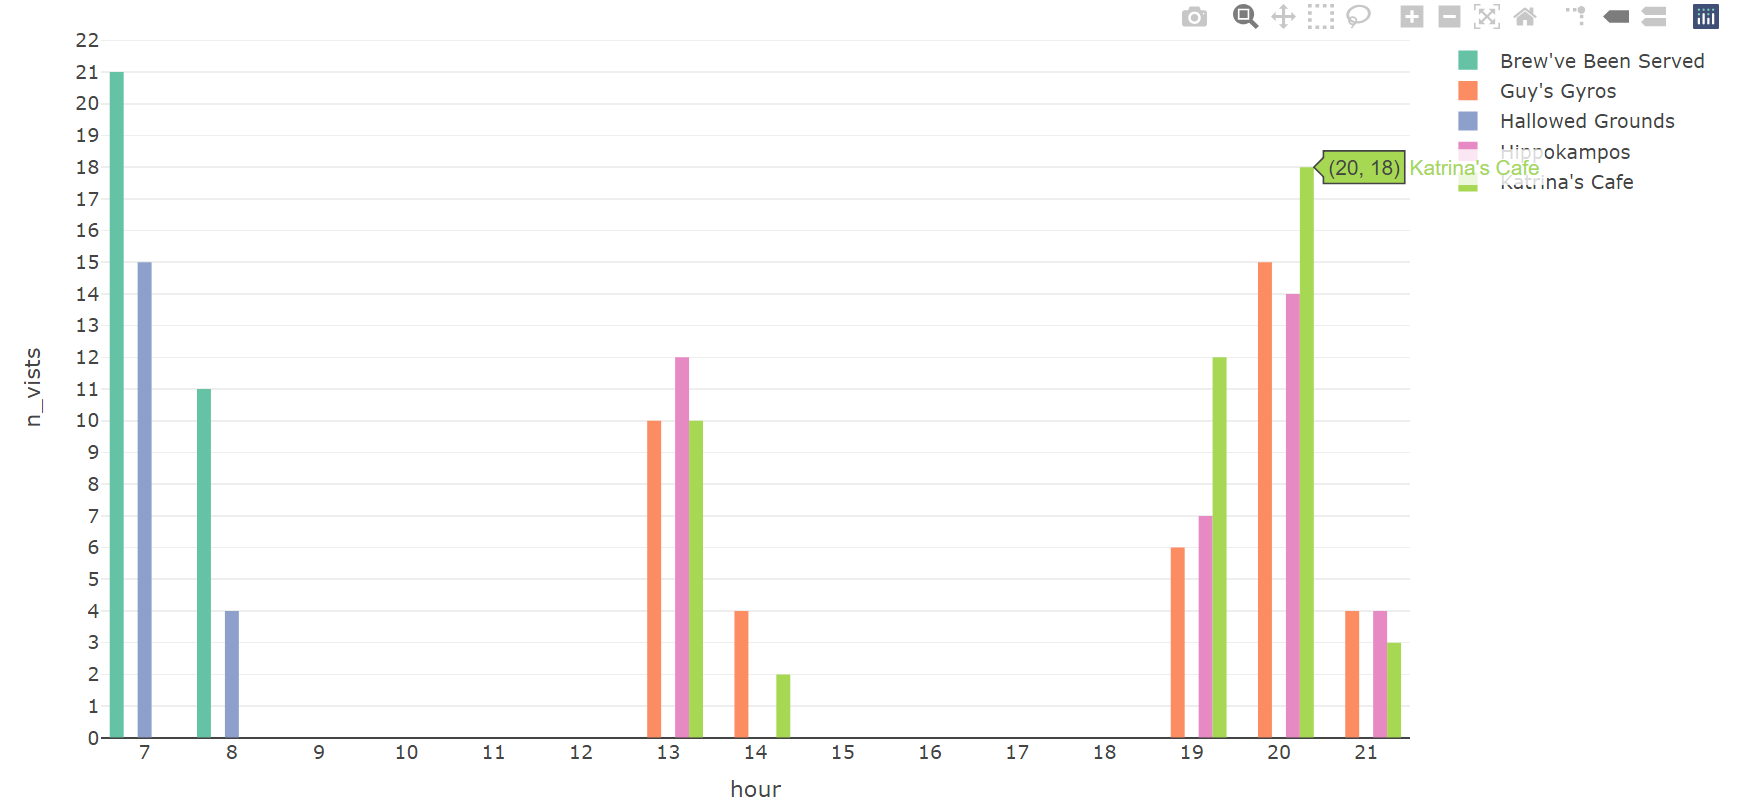 22
21
20
19
18
17
16
15
14
13
12
11
10
9
8
7
6
5
4
3
2
1
0
n_vists
7 8 9 10 11 12 13 14 15 16 17 18 19 20 21
hour
(20, 18) Katrina's Cafe
Brew've Been Served
Guy's Gyros
Hallowed Grounds
Hippokampos
Katrina's Cafe